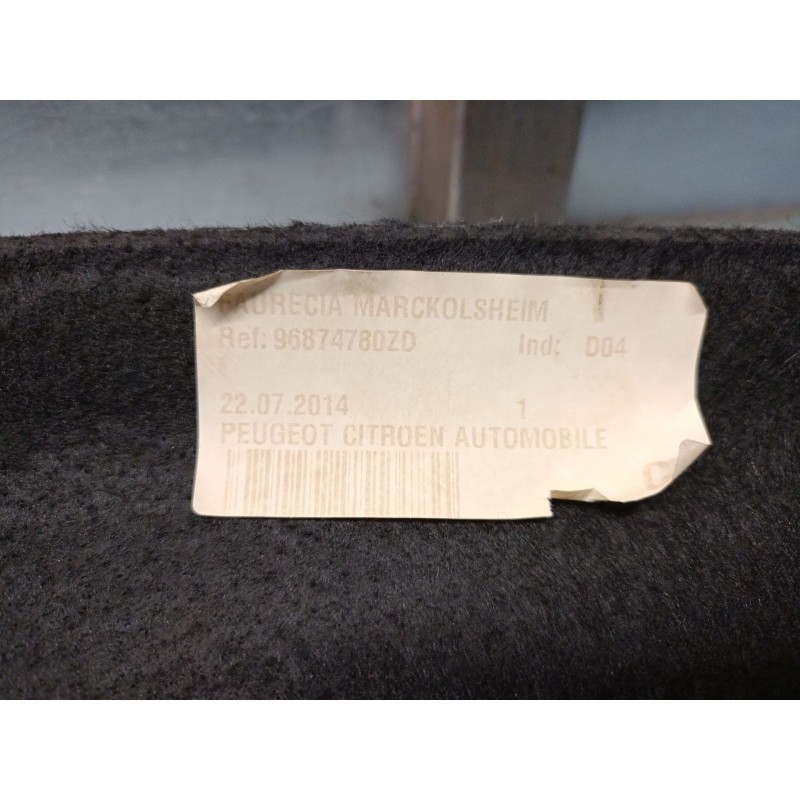 FAURECIA MARCKOLSHEIM
Ref: 96874780ZD Ind: D04
22.07.2014 1
PEUGEOT CITROEN AUTOMOBILE